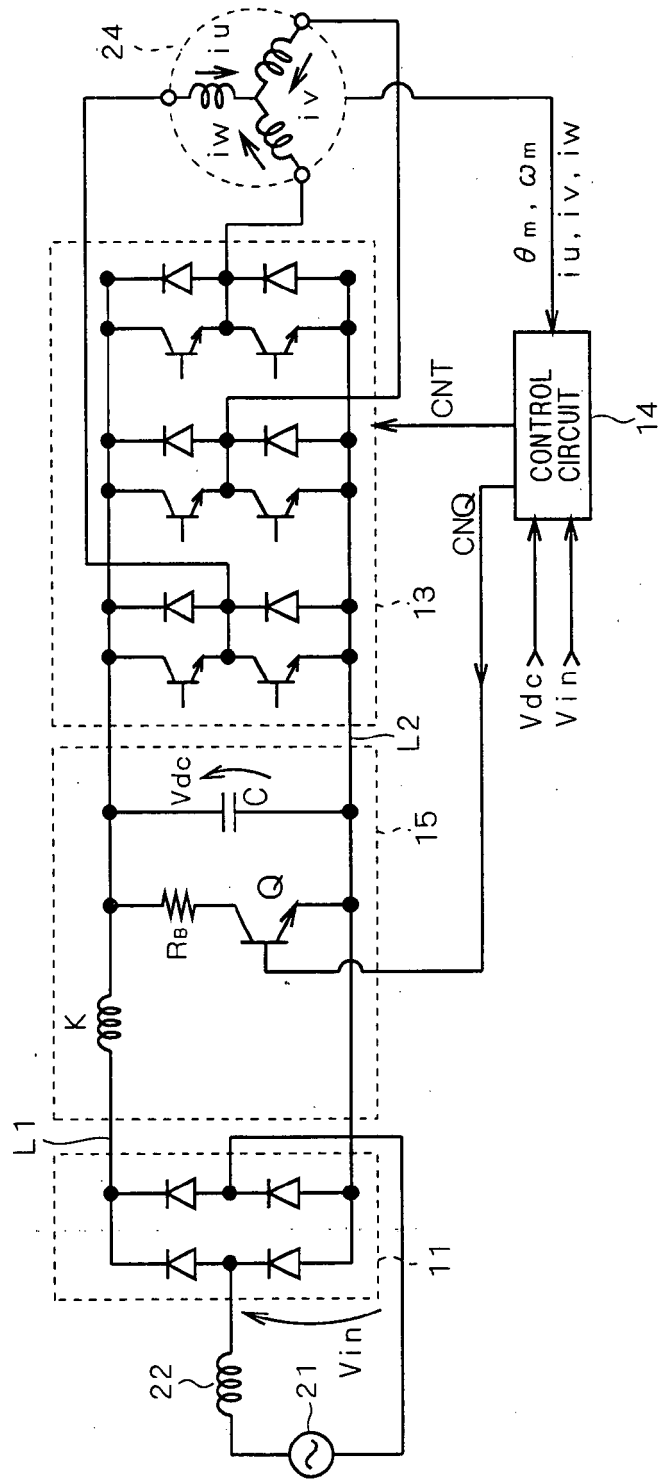 21
22
Vin
11
L1
K
RB
Q
C
Vdc
15
L2
13
24
iu
iv
iw
CNQ
CNT
Vdc
Vin
CONTROL
CIRCUIT
14
θm, ωm
iu, iv, iw